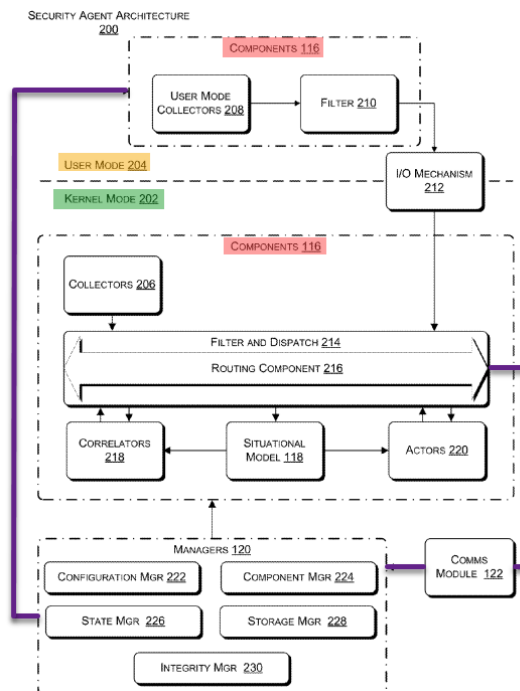 SECURITY AGENT ARCHITECTURE
200
COMPONENTS 116
USER MODE
COLLECTORS 208
FILTER 210
USER MODE 204
I/O MECHANISM
212
KERNEL MODE 202
COMPONENTS 116
COLLECTORS 206
FILTER AND DISPATCH 214
ROUTING COMPONENT 216
CORRELATORS
218
SITUATIONAL
MODEL 118
ACTORS 220
MANAGERS 120
CONFIGURATION MGR 222
COMPONENT MGR 224
COMMS
MODULE 122
STATE MGR 226
STORAGE MGR 228
INTEGRITY MGR 230